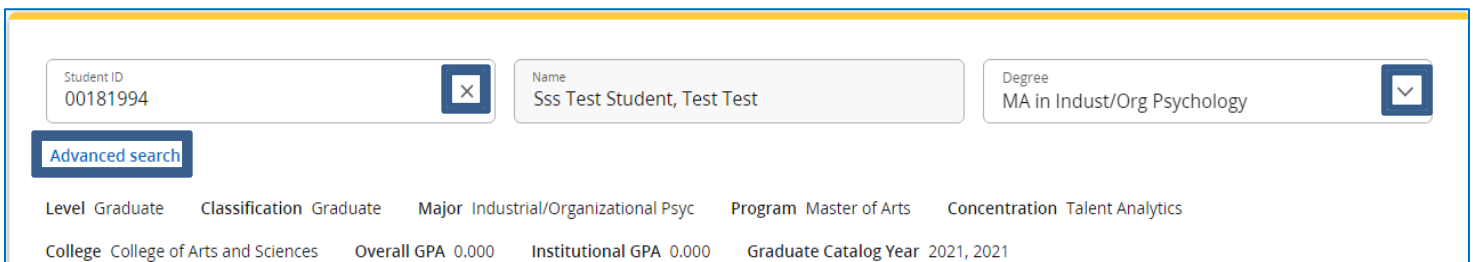 Student ID
00181994
Name
Sss Test Student, Test Test
Degree
MA in Indust/Org Psychology
Advanced search
Level Graduate Classification Graduate Major Industrial/Organizational Psyc Program Master of Arts Concentration Talent Analytics
College College of Arts and Sciences Overall GPA 0.000 Institutional GPA 0.000 Graduate Catalog Year 2021, 2021